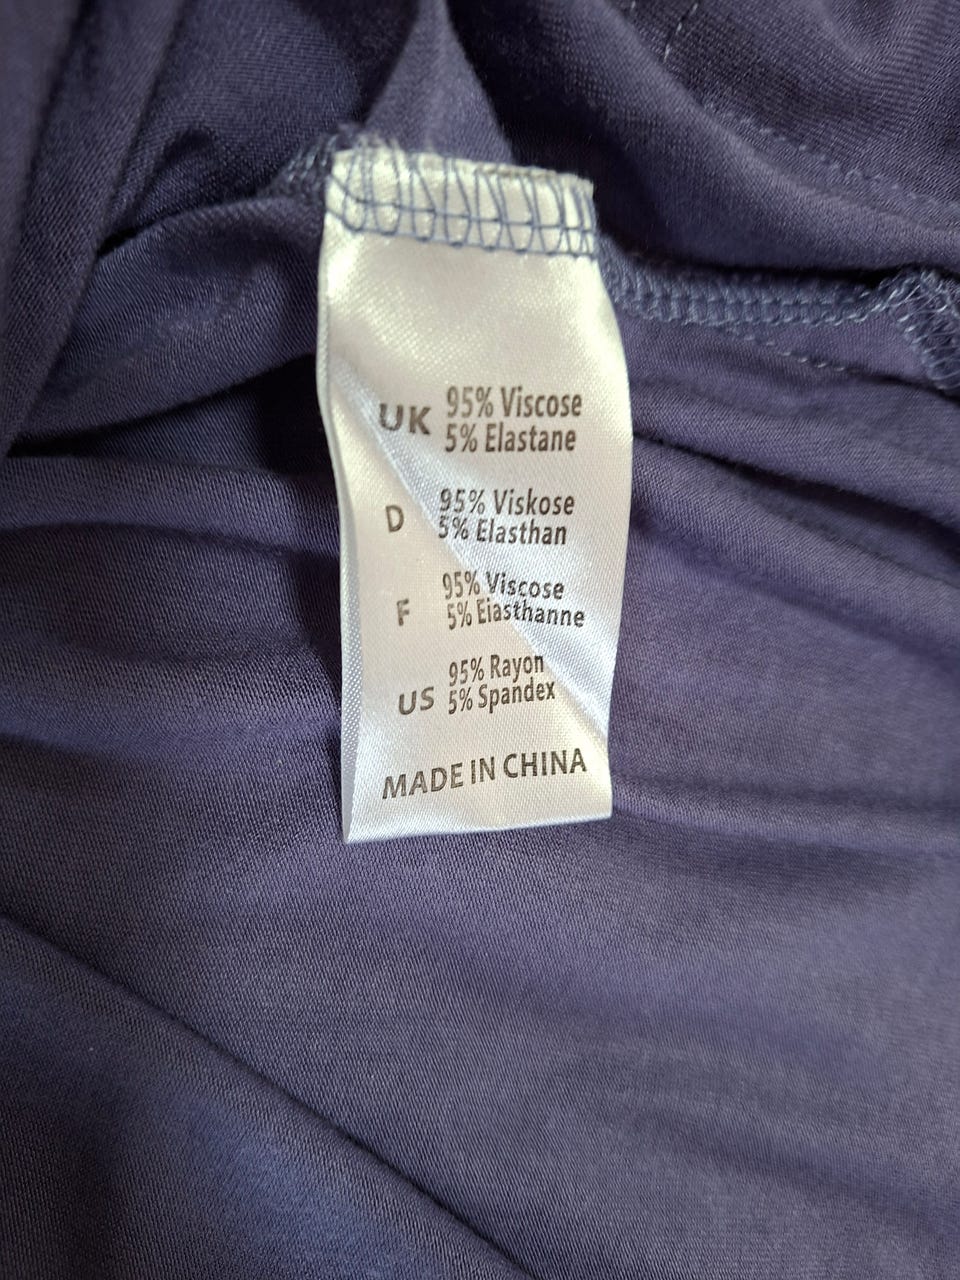 UK 95% Viscose
5% Elastane
D 95% Viskose
5% Elasthan
F 95% Viscose
5% Eiasthanne
US 95% Rayon
5% Spandex
MADE IN CHINA